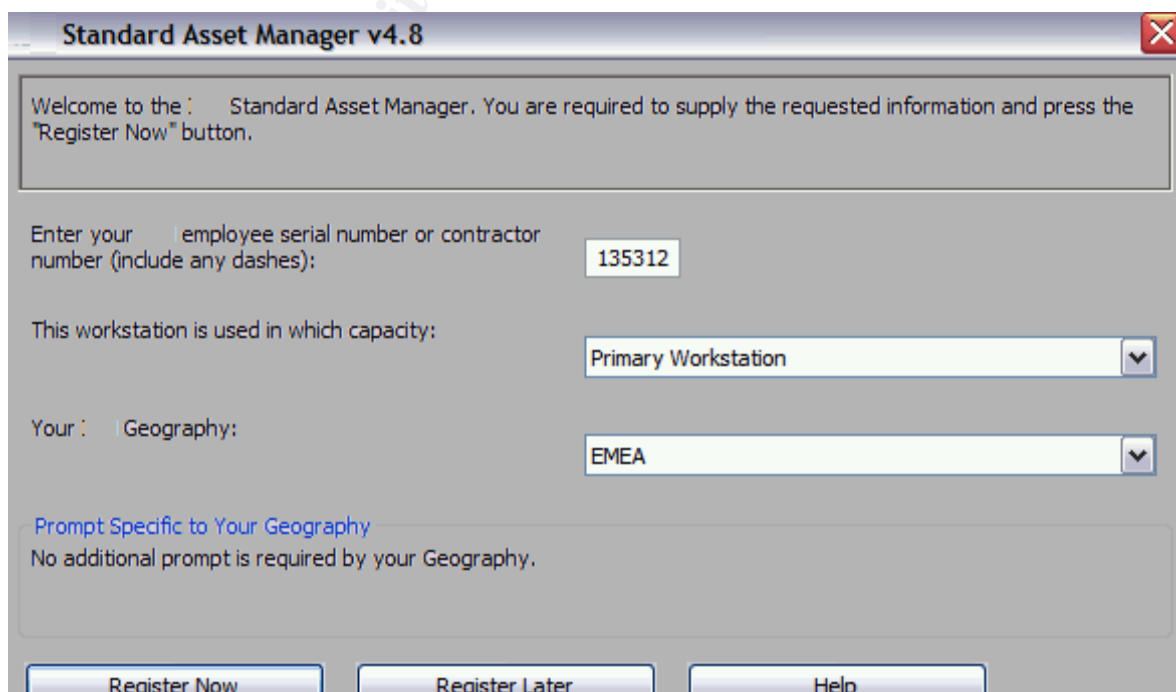 Standard Asset Manager v4.8
Welcome to the Standard Asset Manager. You are required to supply the requested information and press the
"Register Now" button.
Enter your employee serial number or contractor
number (include any dashes):
135312
This workstation is used in which capacity:
Primary Workstation
Your Geography:
EMEA
Prompt Specific to Your Geography
No additional prompt is required by your Geography.
Register Now
Register Later
Help